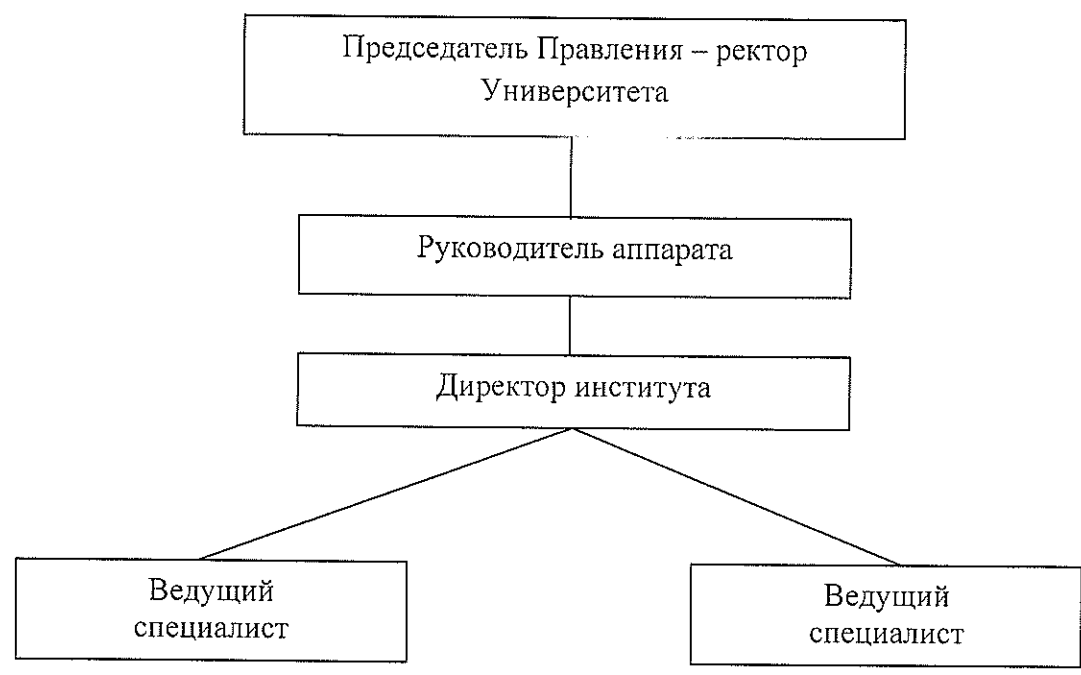 Председатель Правления – ректор
Университета
Руководитель аппарата
Директор института
Ведущий
специалист
Ведущий
специалист